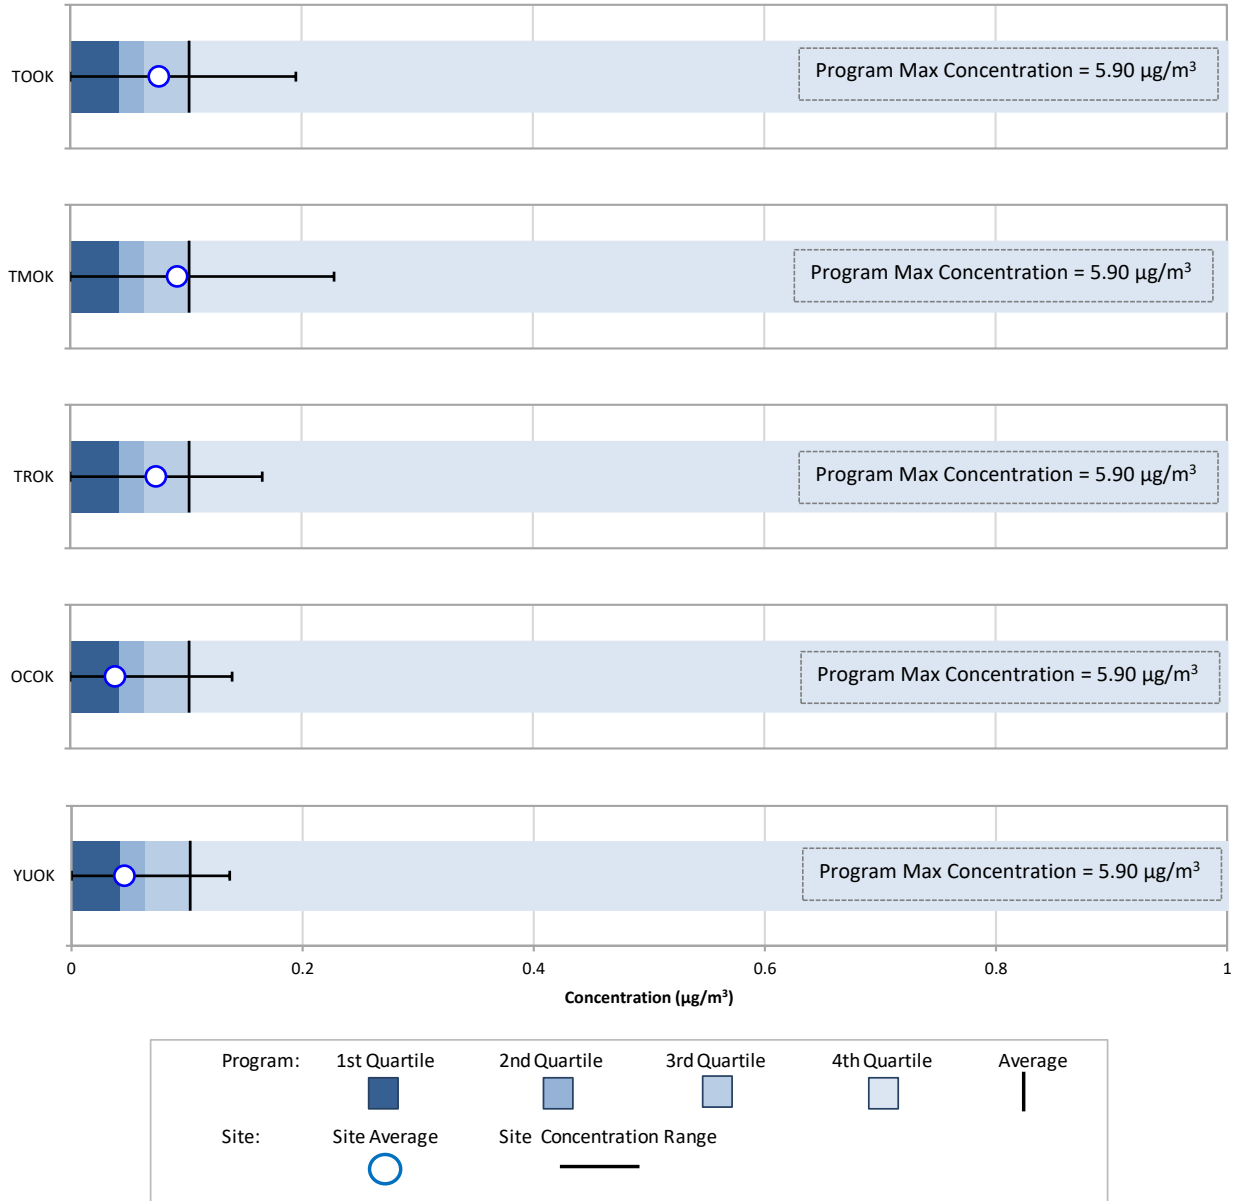 TOOK
Program Max Concentration = 5.90 µg/m³
TMOK
Program Max Concentration = 5.90 µg/m³
TROK
Program Max Concentration = 5.90 µg/m³
OCOK
Program Max Concentration = 5.90 µg/m³
YUOK
Program Max Concentration = 5.90 µg/m³
0 0.2 0.4 0.6 0.8 1
Concentration (µg/m³)
Program: 1st Quartile 2nd Quartile 3rd Quartile 4th Quartile Average
Site: Site Average Site Concentration Range